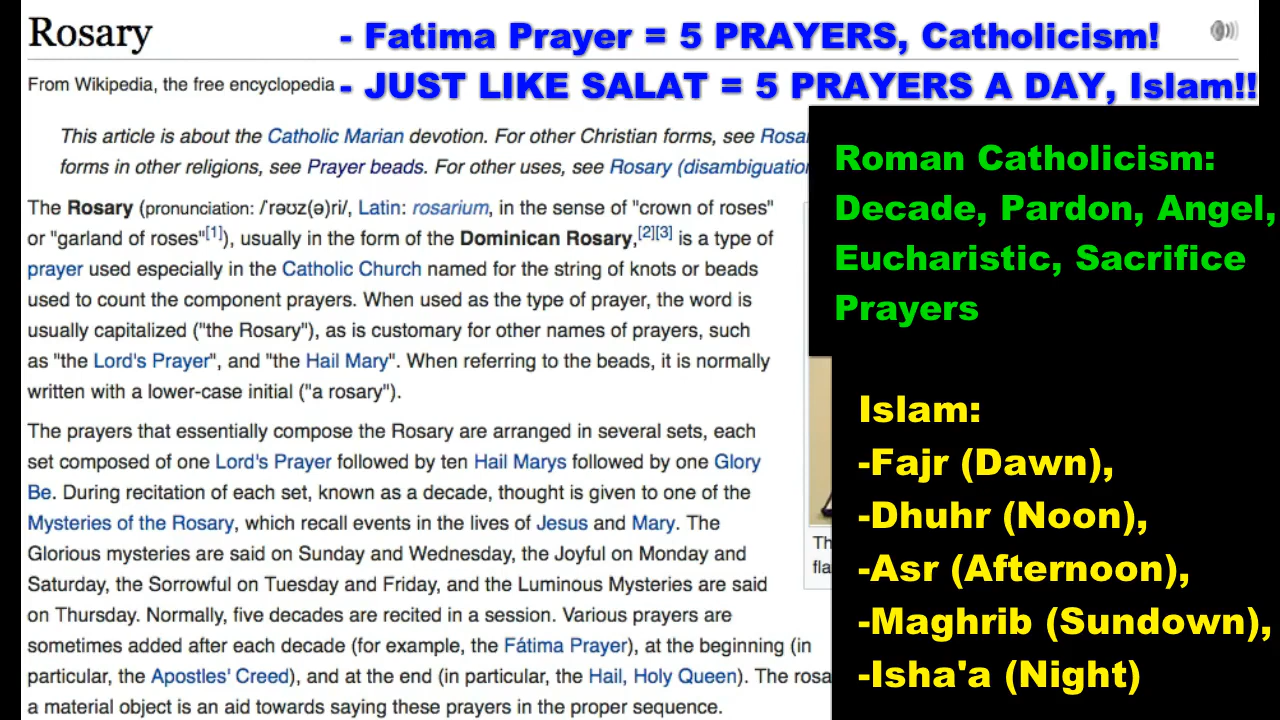 Rosary
- Fatima Prayer = 5 PRAYERS, Catholicism!
From Wikipedia, the free encyclopedia
- JUST LIKE SALAT = 5 PRAYERS A DAY, Islam!!
This article is about the Catholic Marian devotion. For other Christian forms, see Rosa
forms in other religions, see Prayer beads. For other uses, see Rosary (disambiguation
The Rosary (pronunciation: /ˈrəʊz(ə)ri/, Latin: rosarium, in the sense of "crown of roses"
or "garland of roses"[1]), usually in the form of the Dominican Rosary,[2][3] is a type of
prayer used especially in the Catholic Church named for the string of knots or beads
used to count the component prayers. When used as the type of prayer, the word is
usually capitalized ("the Rosary"), as is customary for other names of prayers, such
as "the Lord's Prayer", and "the Hail Mary". When referring to the beads, it is normally
written with a lower-case initial ("a rosary").
The prayers that essentially compose the Rosary are arranged in several sets, each
set composed of one Lord's Prayer followed by ten Hail Marys followed by one Glory
Be. During recitation of each set, known as a decade, thought is given to one of the
Mysteries of the Rosary, which recall events in the lives of Jesus and Mary. The
Glorious mysteries are said on Sunday and Wednesday, the Joyful on Monday and
Saturday, the Sorrowful on Tuesday and Friday, and the Luminous Mysteries are said
on Thursday. Normally, five decades are recited in a session. Various prayers are
sometimes added after each decade (for example, the Fátima Prayer), at the beginning (in
particular, the Apostles' Creed), and at the end (in particular, the Hail, Holy Queen). The rosa
a material object is an aid towards saying these prayers in the proper sequence.
Th
fla
Roman Catholicism:
Decade, Pardon, Angel,
Eucharistic, Sacrifice
Prayers
Islam:
-Fajr (Dawn),
-Dhuhr (Noon),
-Asr (Afternoon),
-Maghrib (Sundown),
-Isha'a (Night)